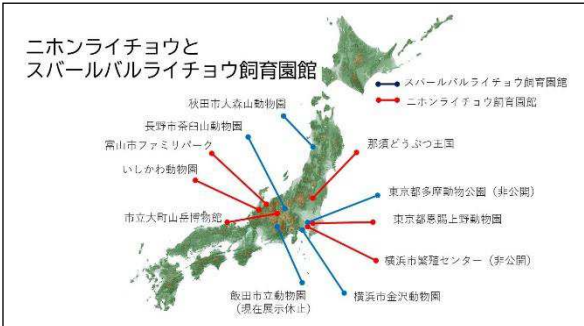 ニホンライチョウと
スバールバルライチョウ飼育園館
スバールバルライチョウ飼育園館
ニホンライチョウ飼育園館
秋田市大森山動物園
長野市茶臼山動物園
富山市ファミリーパーク
いしかわ動物園
市立大町山岳博物館
飯田市立動物園
(現在展示休止)
那須どうぶつ王国
東京都多摩動物公園(非公開)
東京都恩賜上野動物園
横浜市繁殖センター(非公開)
横浜市金沢動物園